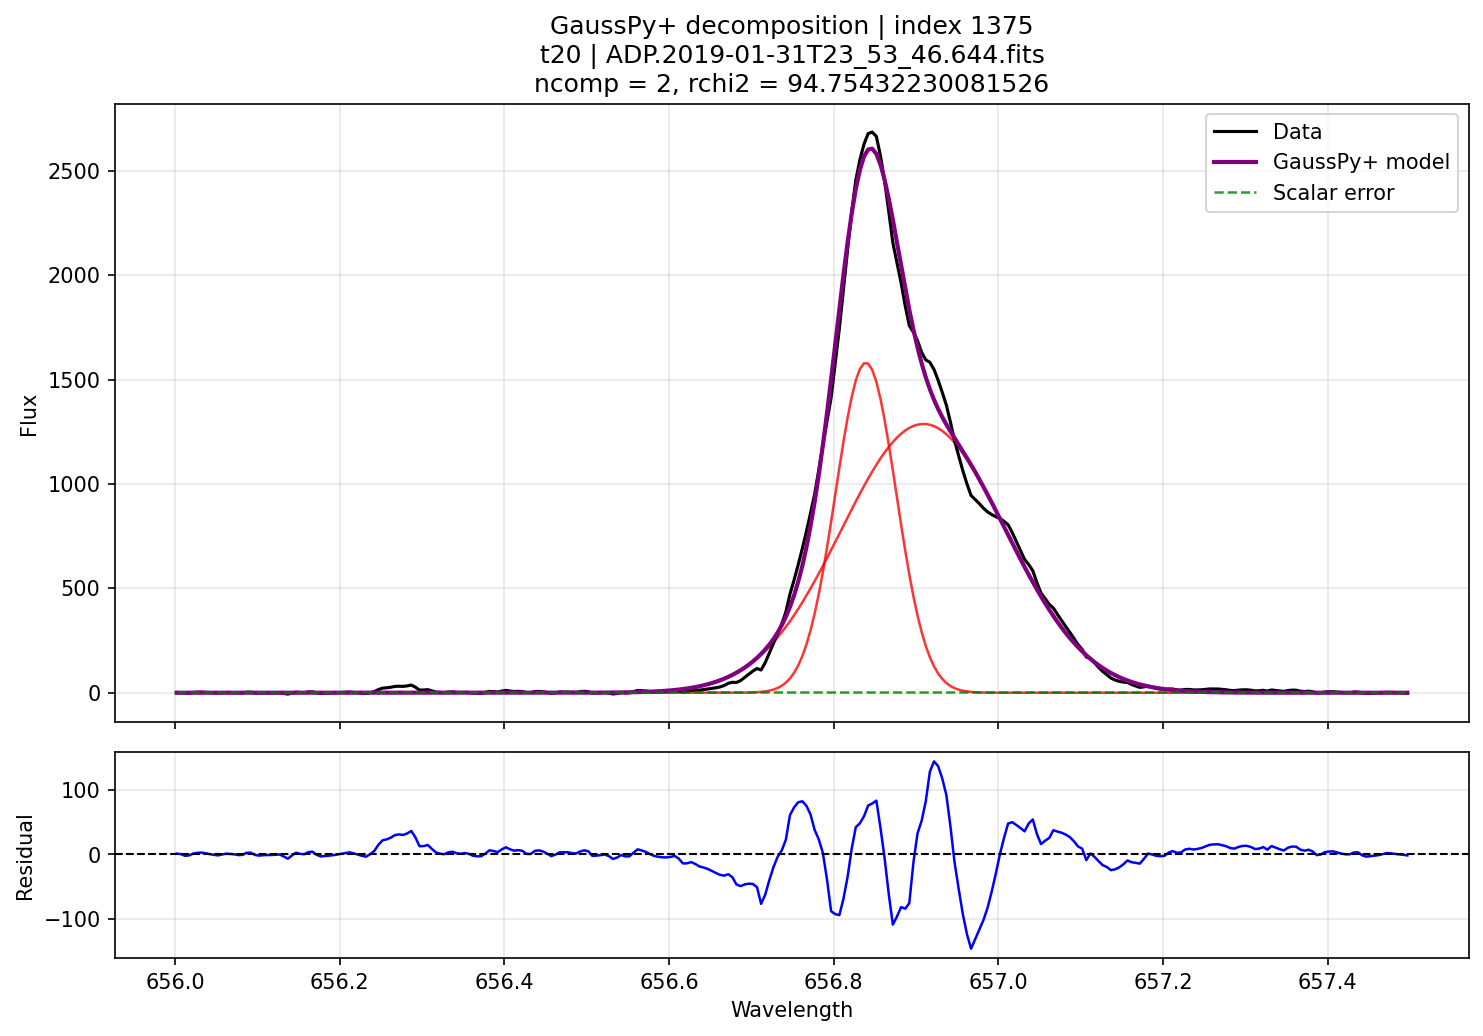 GaussPy+ decomposition | index 1375
t20 | ADP.2019-01-31T23_53_46.644.fits
ncomp = 2, rchi2 = 94.75432230081526
Data
GaussPy+ model
Scalar error
Flux
2500
2000
1500
1000
500
0
Residual
100
0
−100
656.0
656.2
656.4
656.6
656.8
657.0
657.2
657.4
Wavelength